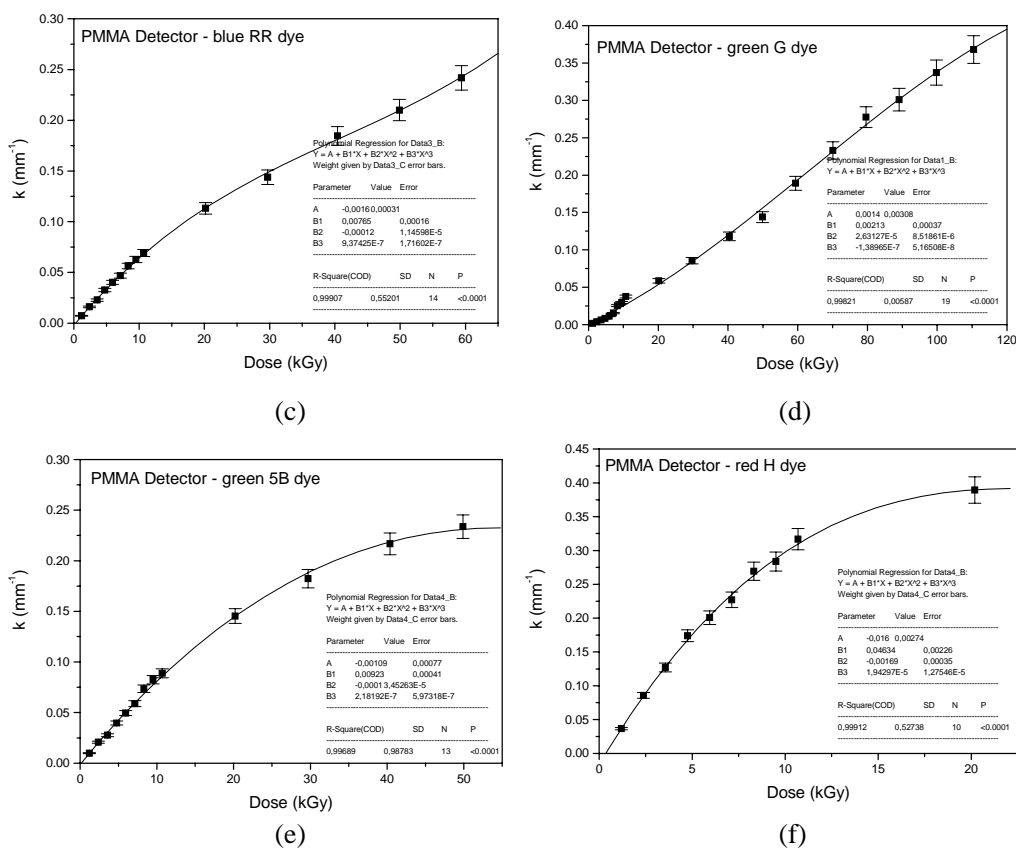 PMMA Detector - blue RR dye
0.30
0.25
0.20
0.15
0.10
0.05
0.00
k (mm-1)
0 10 20 30 40 50 60
Dose (kGy)
Polynomial Regression for Data3_B:
Y = A + B1*X + B2*X^2 + B3*X^3
Weight given by Data3_C error bars.
Parameter Value Error
A -0,0016 0,00031
B1 0,00765 0,00016
B2 -0,00012 1,14598E-5
B3 9,37425E-7 1,71602E-7
R-Square(COD) SD N P
0,99907 0,55201 14 <0.0001
(c)
PMMA Detector - green G dye
0.40
0.35
0.30
0.25
0.20
0.15
0.10
0.05
0.00
k (mm-1)
0 20 40 60 80 100 120
Dose (kGy)
Polynomial Regression for Data1_B:
Y = A + B1*X + B2*X^2 + B3*X^3
Parameter Value Error
A 0,0014 0,00308
B1 0,00213 0,00037
B2 2,63127E-5 8,51861E-6
B3 -1,38965E-7 5,16508E-8
R-Square(COD) SD N P
0,99821 0,00587 19 <0.0001
(d)
PMMA Detector - green 5B dye
0.30
0.25
0.20
0.15
0.10
0.05
0.00
k (mm-1)
0 10 20 30 40 50
Dose (kGy)
Polynomial Regression for Data4_B:
Y = A + B1*X + B2*X^2 + B3*X^3
Weight given by Data4_C error bars.
Parameter Value Error
A -0,00109 0,00077
B1 0,00923 0,00041
B2 -0,0001 3,45263E-5
B3 2,18192E-7 5,97318E-7
R-Square(COD) SD N P
0,99689 0,98783 13 <0.0001
(e)
PMMA Detector - red H dye
0.45
0.40
0.35
0.30
0.25
0.20
0.15
0.10
0.05
0.00
k (mm-1)
0 5 10 15 20
Dose (kGy)
Polynomial Regression for Data4_B:
Y = A + B1*X + B2*X^2 + B3*X^3
Weight given by Data4_C error bars.
Parameter Value Error
A -0,016 0,00274
B1 0,04634 0,00226
B2 -0,00169 0,00035
B3 1,94297E-5 1,27546E-5
R-Square(COD) SD N P
0,99912 0,52738 10 <0.0001
(f)